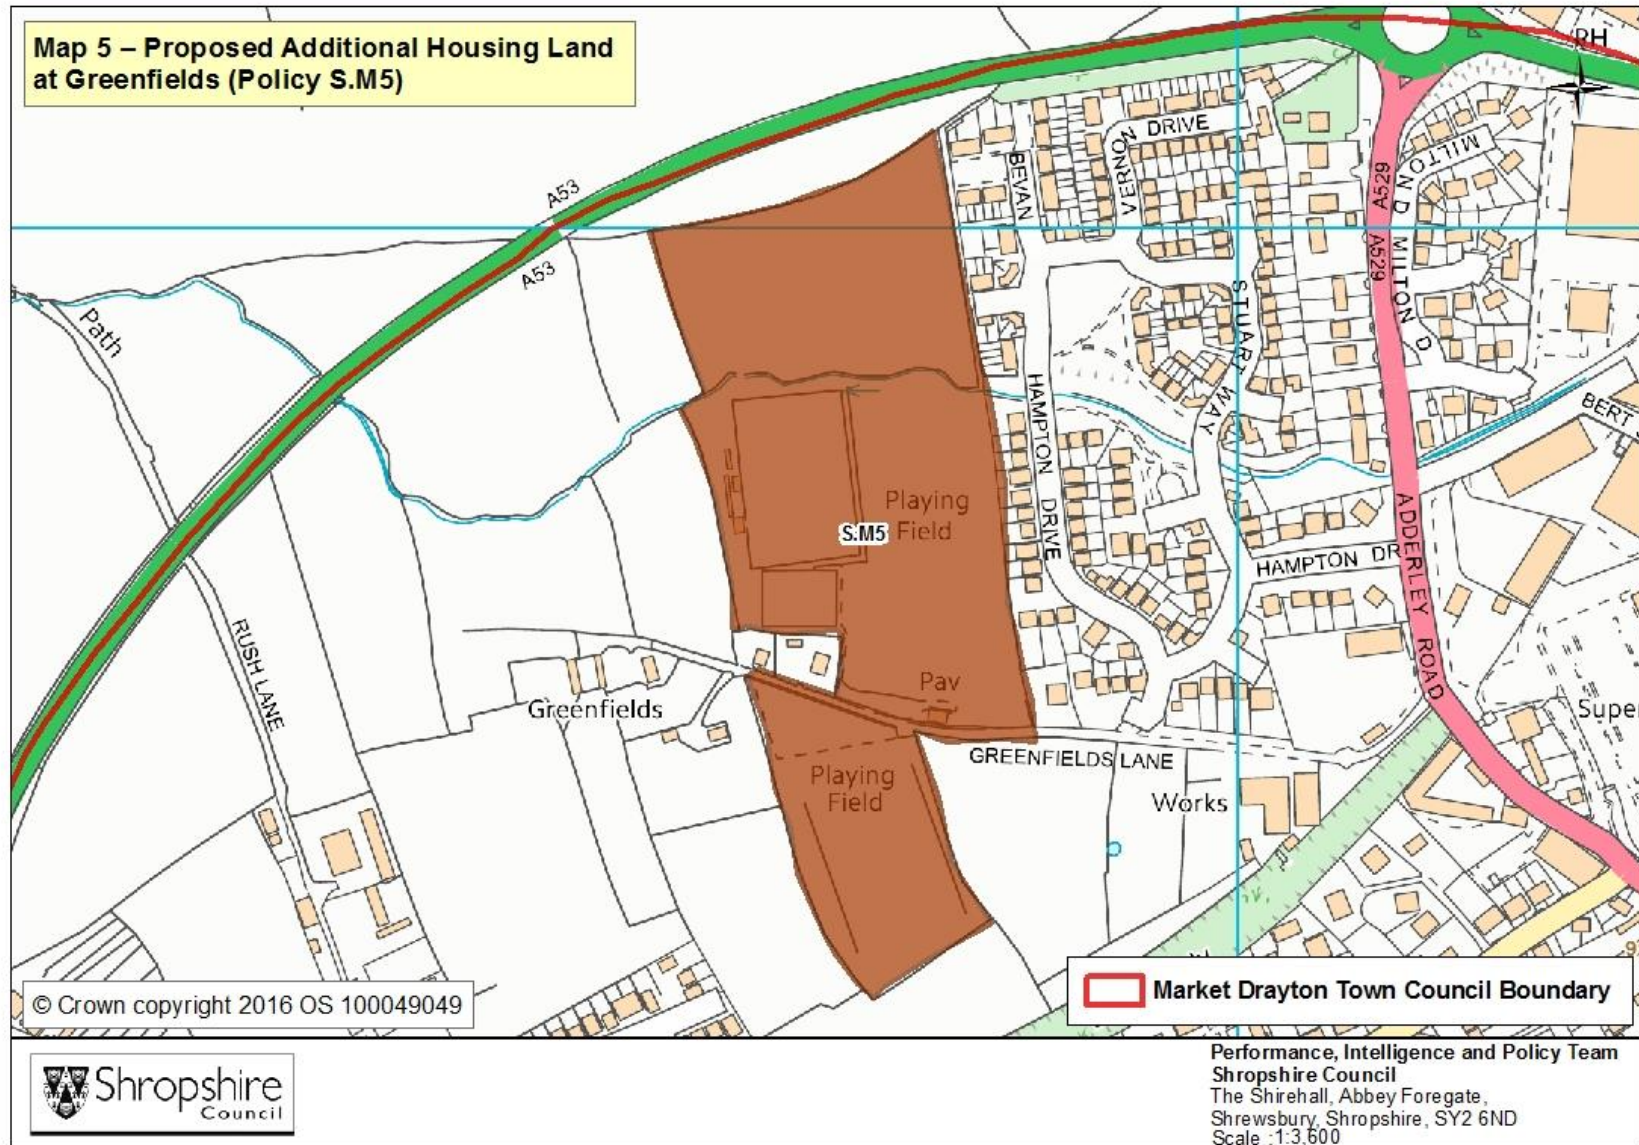 Map 5 – Proposed Additional Housing Land
at Greenfields (Policy S.M5)
RH
A53
A53
Path
RUSH LANE
BEVAN
VERNON DRIVE
STUART WAY
MILTON D
MILTON D
A529
A529
HAMPTON DRIVE
HAMPTON DR
ADDERLEY ROAD
BERT
Playing
Field
S.M5
Pav
Greenfields
GREENFIELDS LANE
Playing
Field
Works
Super
© Crown copyright 2016 OS 100049049
Market Drayton Town Council Boundary
Shropshire
Council
Performance, Intelligence and Policy Team
Shropshire Council
The Shirehall, Abbey Foregate,
Shrewsbury, Shropshire, SY2 6ND
Scale :1:3,600